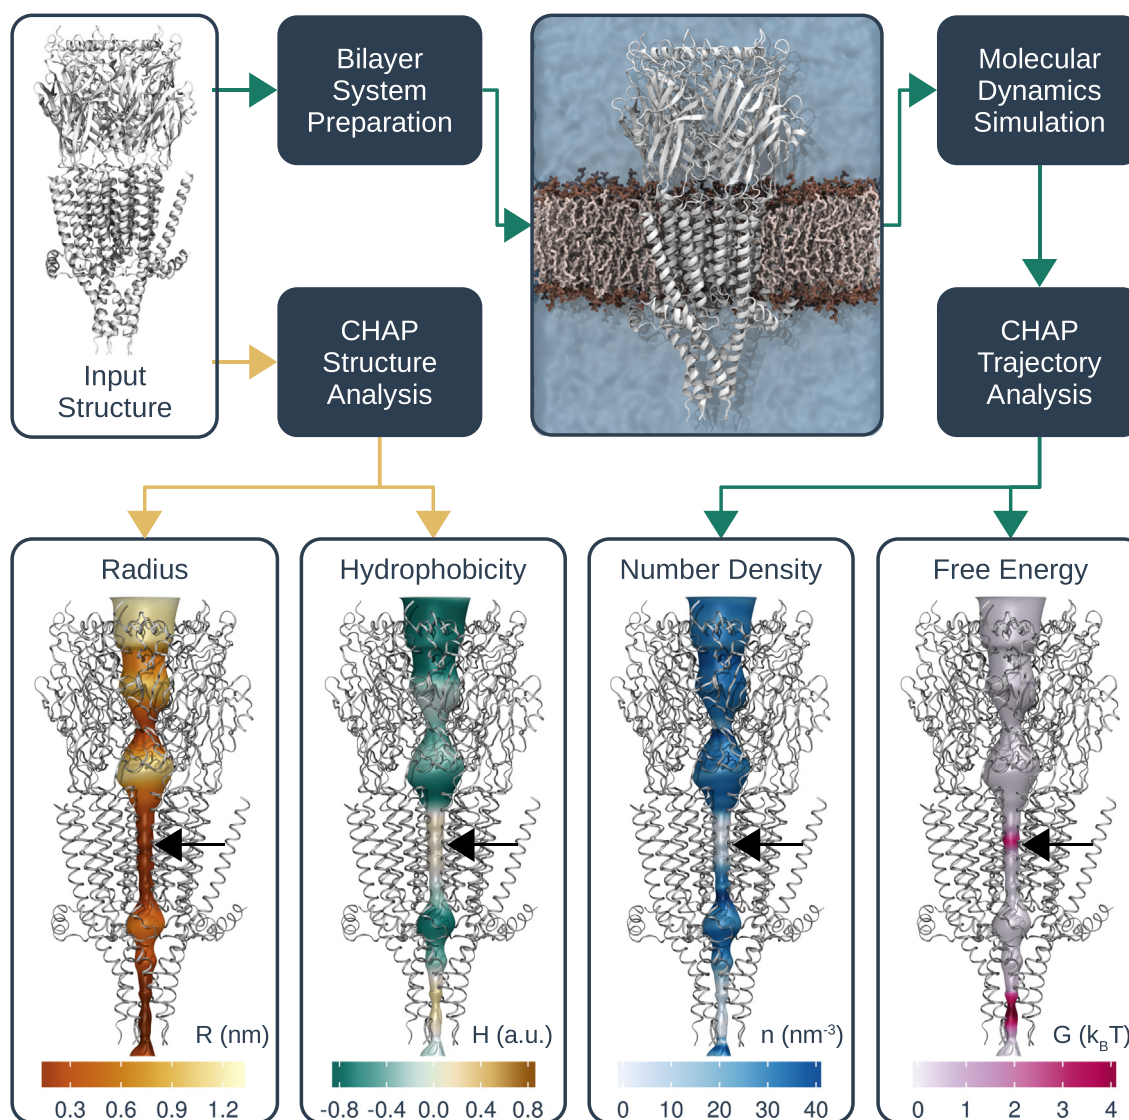 Bilayer
System
Preparation
Molecular
Dynamics
Simulation
Input
Structure
CHAP
Structure
Analysis
CHAP
Trajectory
Analysis
Radius
R (nm)
0.3 0.6 0.9 1.2
Hydrophobicity
H (a.u.)
-0.8 -0.4 0.0 0.4 0.8
Number Density
n (nm⁻³)
0 10 20 30 40
Free Energy
G (k_BT)
0 1 2 3 4